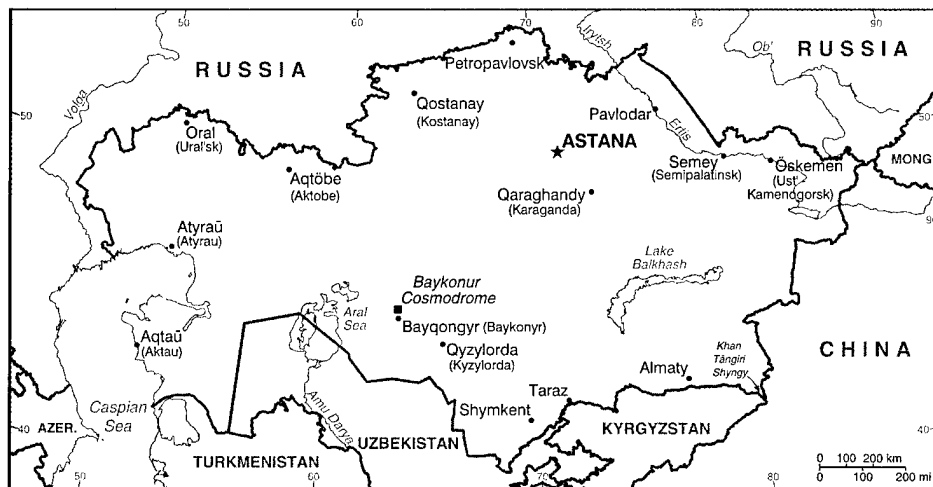 50
60
70
80
90
RUSSIA
RUSSIA
Irtysh
Ob'
Petropavlovsk
Volga
50
50
Qostanay
(Kostanay)
Pavlodar
Oral
(Ural'sk)
Ertis
ASTANA
Semey
(Semipalatinsk)
Öskemen
(Ust'
Kamenogorsk)
MONG
Aqtöbe
(Aktobe)
Qaraghandy
(Karaganda)
90
Atyraū
(Atyrau)
Lake
Balkhash
Baykonur
Cosmodrome
Aral
Sea
Bayqongyr (Baykonyr)
Aqtaū
(Aktau)
Qyzylorda
(Kyzylorda)
CHINA
Khan
Tängiri
Shyngy
Almaty
Taraz
Shymkent
Caspian
Sea
Amu Darya
AZER.
40
40
UZBEKISTAN
KYRGYZSTAN
TURKMENISTAN
0 100 200 km
0 100 200 mi
50
60
70
80